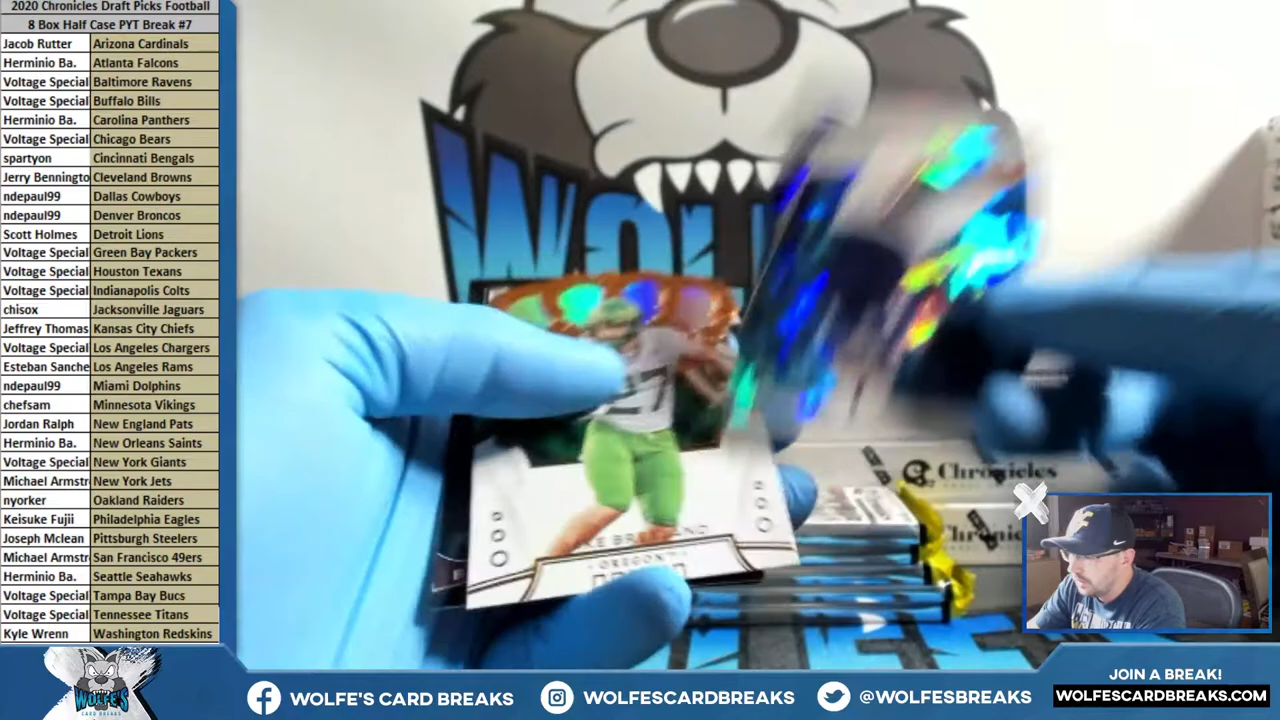 2020 Chronicles Draft Picks Football
8 Box Half Case PYT Break #7
Jacob Rutter Arizona Cardinals
Herminio Ba. Atlanta Falcons
Voltage Special Baltimore Ravens
Voltage Special Buffalo Bills
Herminio Ba. Carolina Panthers
Voltage Special Chicago Bears
spartyon Cincinnati Bengals
Jerry Benningto Cleveland Browns
ndepaul99 Dallas Cowboys
ndepaul99 Denver Broncos
Scott Holmes Detroit Lions
Voltage Special Green Bay Packers
Voltage Special Houston Texans
Voltage Special Indianapolis Colts
chisox Jacksonville Jaguars
Jeffrey Thomas Kansas City Chiefs
Voltage Special Los Angeles Chargers
Esteban Sanche Los Angeles Rams
ndepaul99 Miami Dolphins
chefsam Minnesota Vikings
Jordan Ralph New England Pats
Herminio Ba. New Orleans Saints
Voltage Special New York Giants
Michael Armstr New York Jets
nyorker Oakland Raiders
Keisuke Fujii Philadelphia Eagles
Joseph Mclean Pittsburgh Steelers
Michael Armstr San Francisco 49ers
Herminio Ba. Seattle Seahawks
Voltage Special Tampa Bay Bucs
Voltage Special Tennessee Titans
Kyle Wrenn Washington Redskins
27
OREGON
Chronicles
Chronicles
WOLFE'S
CARD BREAKS
WOLFE'S CARD BREAKS
WOLFESCARDBREAKS
@WOLFESBREAKS
JOIN A BREAK!
WOLFESCARDBREAKS.COM